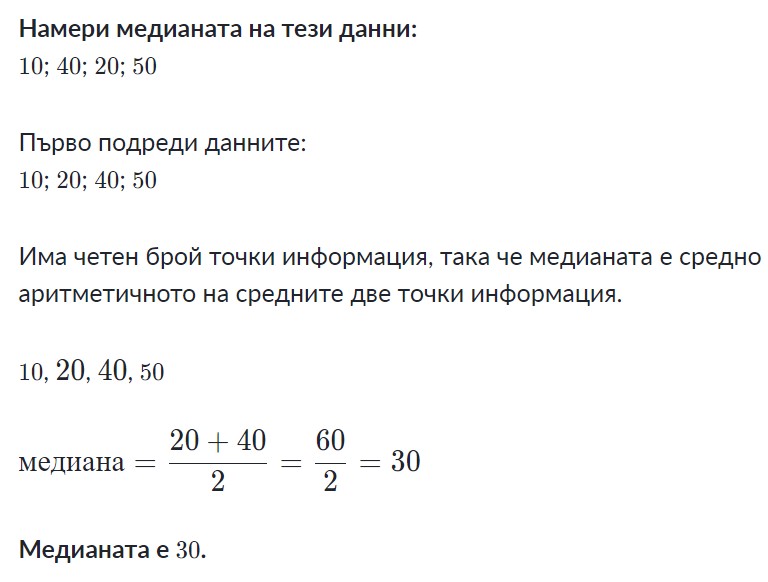 Намери медианата на тези данни:
10; 40; 20; 50
Първо подреди данните:
10; 20; 40; 50
Има четен брой точки информация, така че медианата е средно
аритметичното на средните две точки информация.
10, 20, 40, 50
медиана = \frac{20 + 40}{2} = \frac{60}{2} = 30
Медианата е 30.